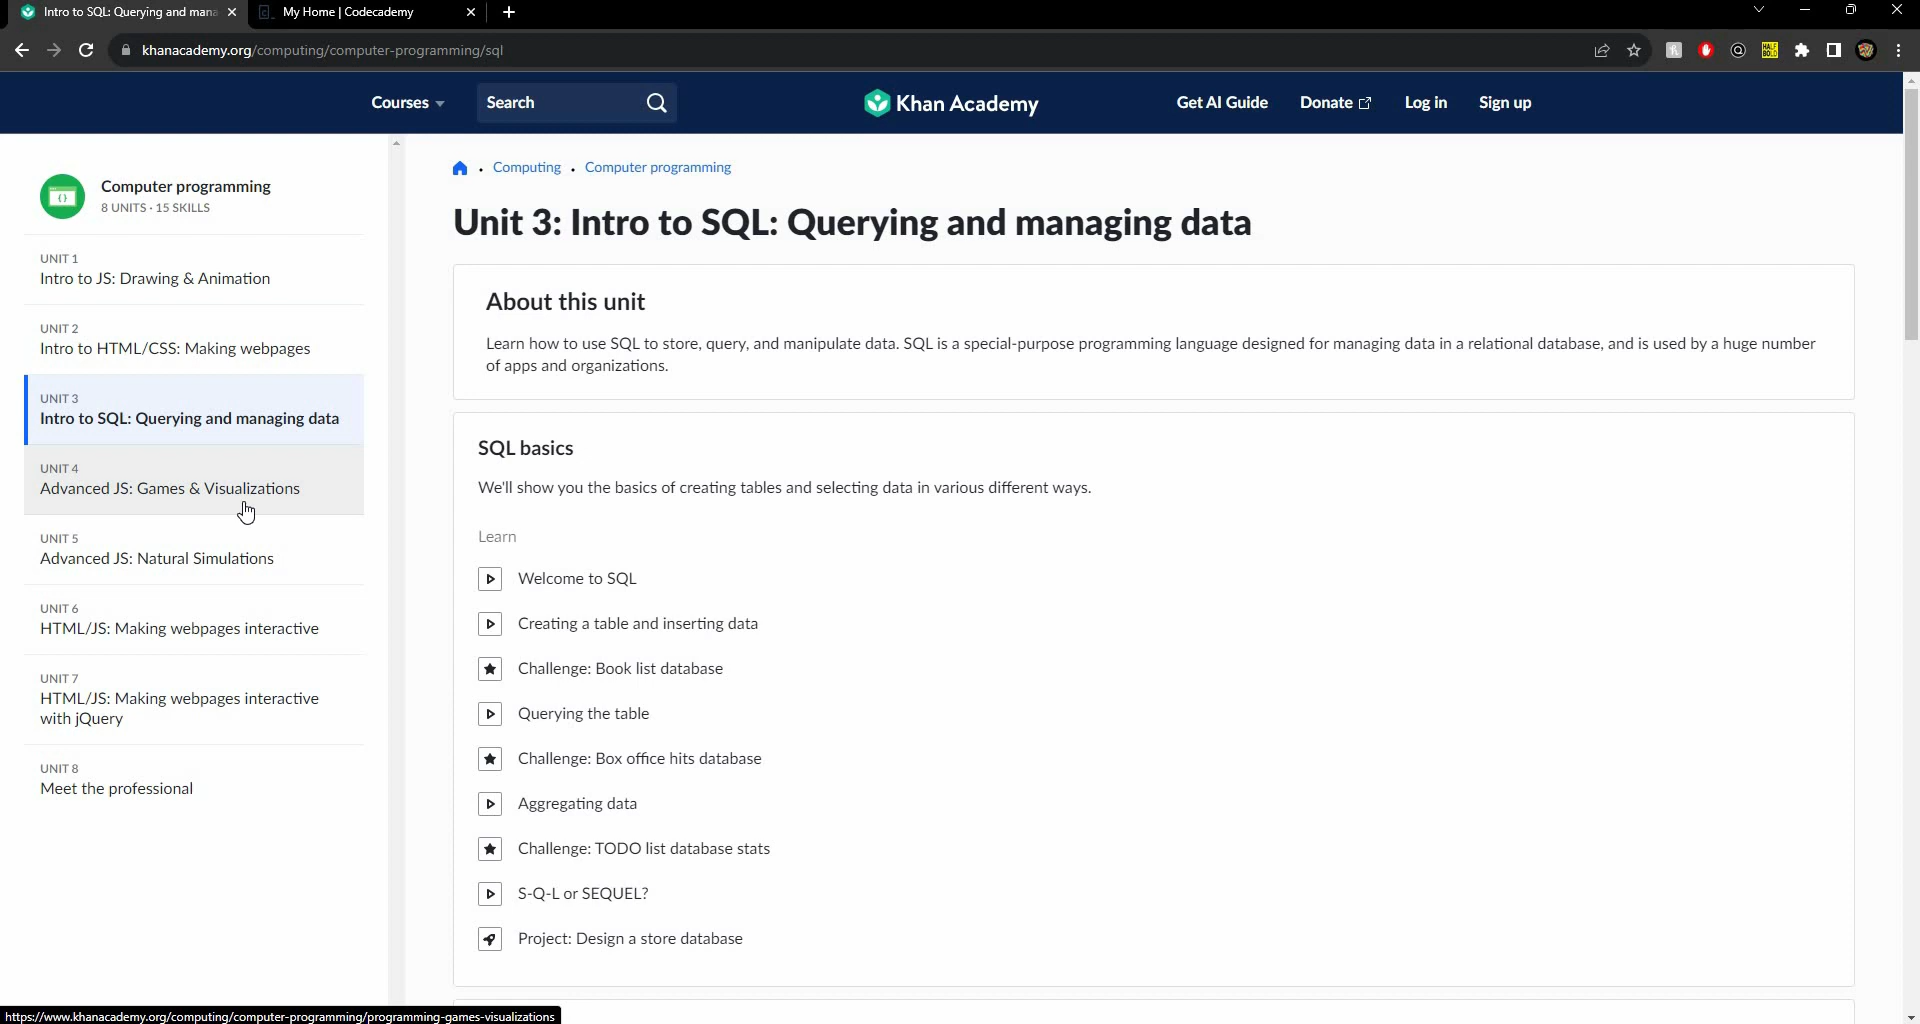 Intro to SQL: Querying and mana
My Home | Codecademy
khanacademy.org/computing/computer-programming/sql
Courses
Search
Khan Academy
Get AI Guide
Donate
Log in
Sign up
Computer programming
8 UNITS · 15 SKILLS
UNIT 1
Intro to JS: Drawing & Animation
UNIT 2
Intro to HTML/CSS: Making webpages
UNIT 3
Intro to SQL: Querying and managing data
UNIT 4
Advanced JS: Games & Visualizations
UNIT 5
Advanced JS: Natural Simulations
UNIT 6
HTML/JS: Making webpages interactive
UNIT 7
HTML/JS: Making webpages interactive
with jQuery
UNIT 8
Meet the professional
Computing • Computer programming
Unit 3: Intro to SQL: Querying and managing data
About this unit
Learn how to use SQL to store, query, and manipulate data. SQL is a special-purpose programming language designed for managing data in a relational database, and is used by a huge number
of apps and organizations.
SQL basics
We'll show you the basics of creating tables and selecting data in various different ways.
Learn
Welcome to SQL
Creating a table and inserting data
Challenge: Book list database
Querying the table
Challenge: Box office hits database
Aggregating data
Challenge: TODO list database stats
S-Q-L or SEQUEL?
Project: Design a store database
https://www.khanacademy.org/computing/computer-programming/programming-games-visualizations